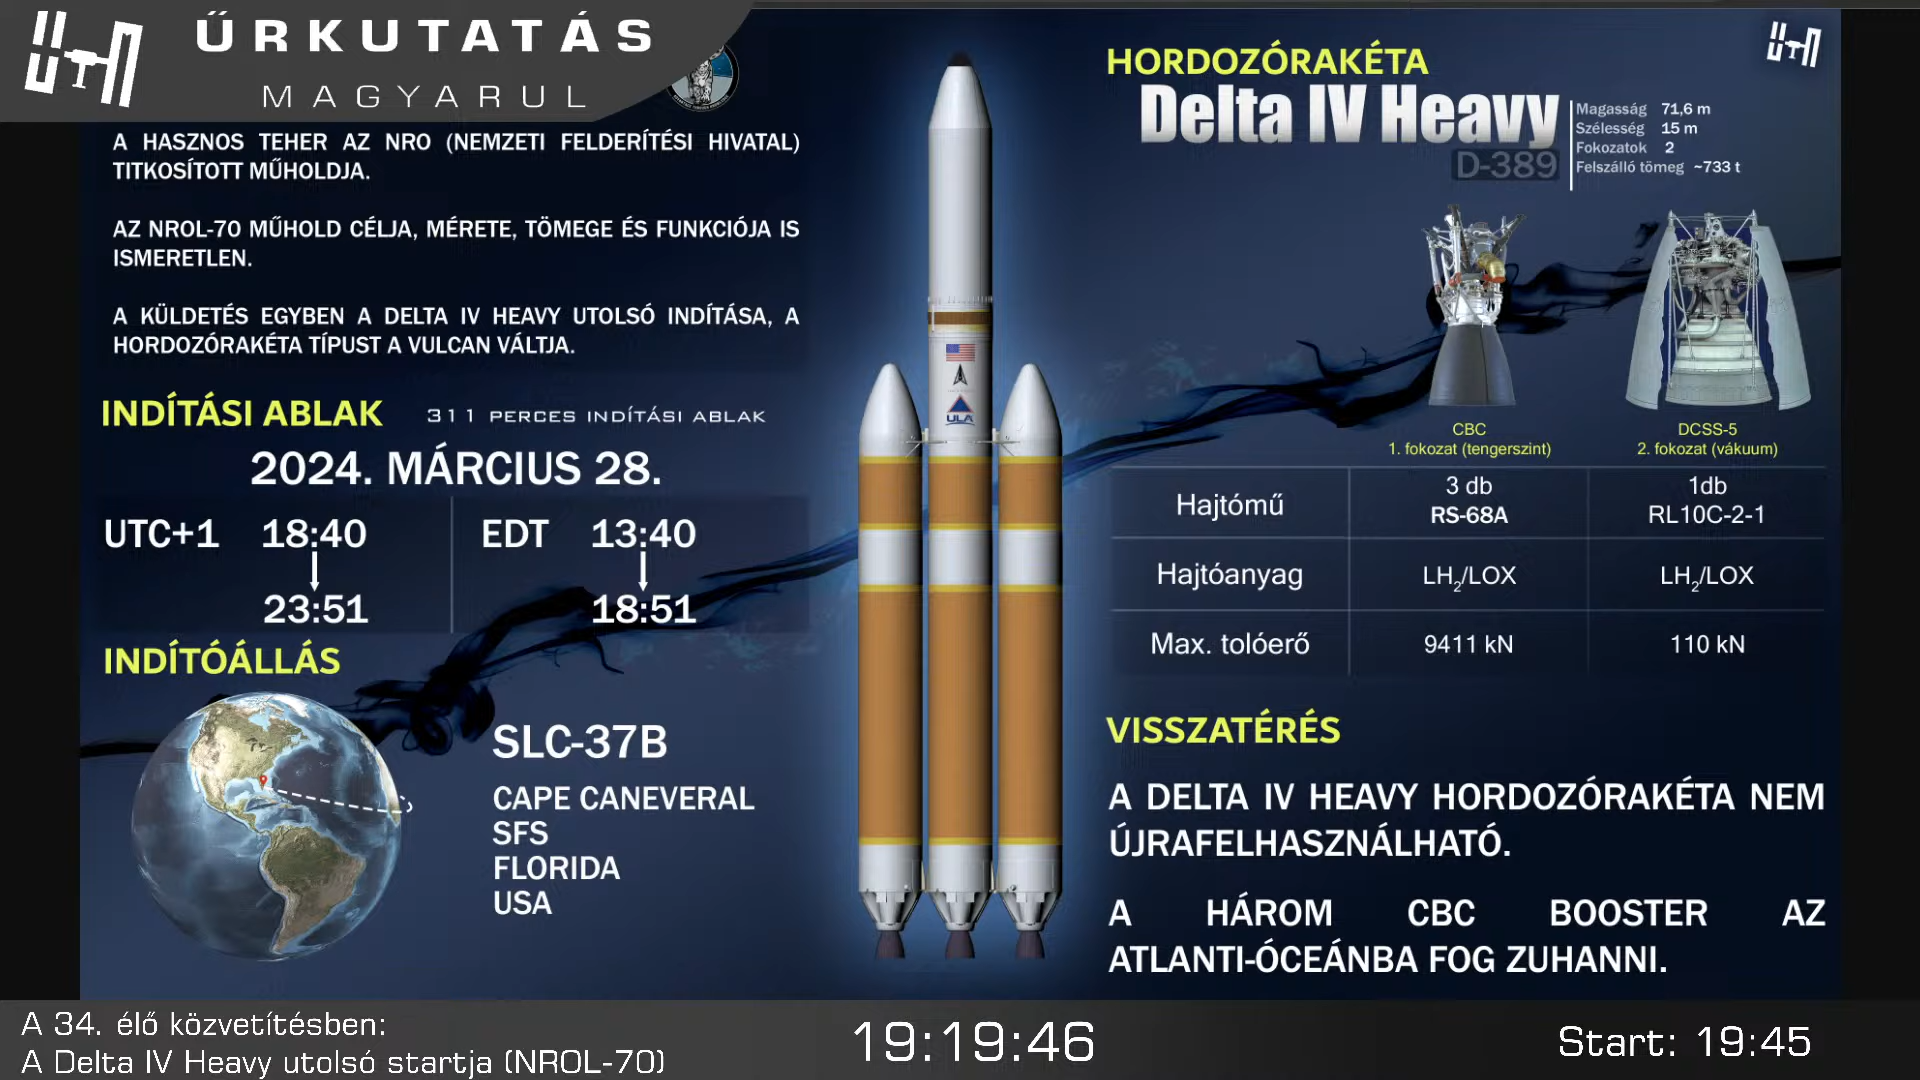 ŰRKUTATÁS
MAGYARUL
A HASZNOS TEHER AZ NRO (NEMZETI FELDERÍTÉSI HIVATAL)
TITKOSÍTOTT MŰHOLDJA.
AZ NROL-70 MŰHOLD CÉLJA, MÉRETE, TÖMEGE ÉS FUNKCIÓJA IS
ISMERETLEN.
A KÜLDETÉS EGYBEN A DELTA IV HEAVY UTOLSÓ INDÍTÁSA, A
HORDOZÓRAKÉTA TÍPUST A VULCAN VÁLTJA.
INDÍTÁSI ABLAK 311 PERCES INDÍTÁSI ABLAK
2024. MÁRCIUS 28.
UTC+1 18:40 EDT 13:40
23:51 18:51
INDÍTÓÁLLÁS
SLC-37B
CAPE CANEVERAL
SFS
FLORIDA
USA
ULA
HORDOZÓRAKÉTA
Delta IV Heavy
D-389
Magasság 71,6 m
Szélesség 15 m
Fokozatok 2
Felszálló tömeg ~733 t
CBC DCSS-5
1. fokozat (tengerszint) 2. fokozat (vákuum)
Hajtómű 3 db RS-68A 1db RL10C-2-1
Hajtóanyag LH2/LOX LH2/LOX
Max. tolóerő 9411 kN 110 kN
VISSZATÉRÉS
A DELTA IV HEAVY HORDOZÓRAKÉTA NEM
ÚJRAFELHASZNÁLHATÓ.
A HÁROM CBC BOOSTER AZ
ATLANTI-ÓCEÁNBA FOG ZUHANNI.
A 34. élő közvetítésben:
A Delta IV Heavy utolsó startja (NROL-70)
19:19:46
Start: 19:45